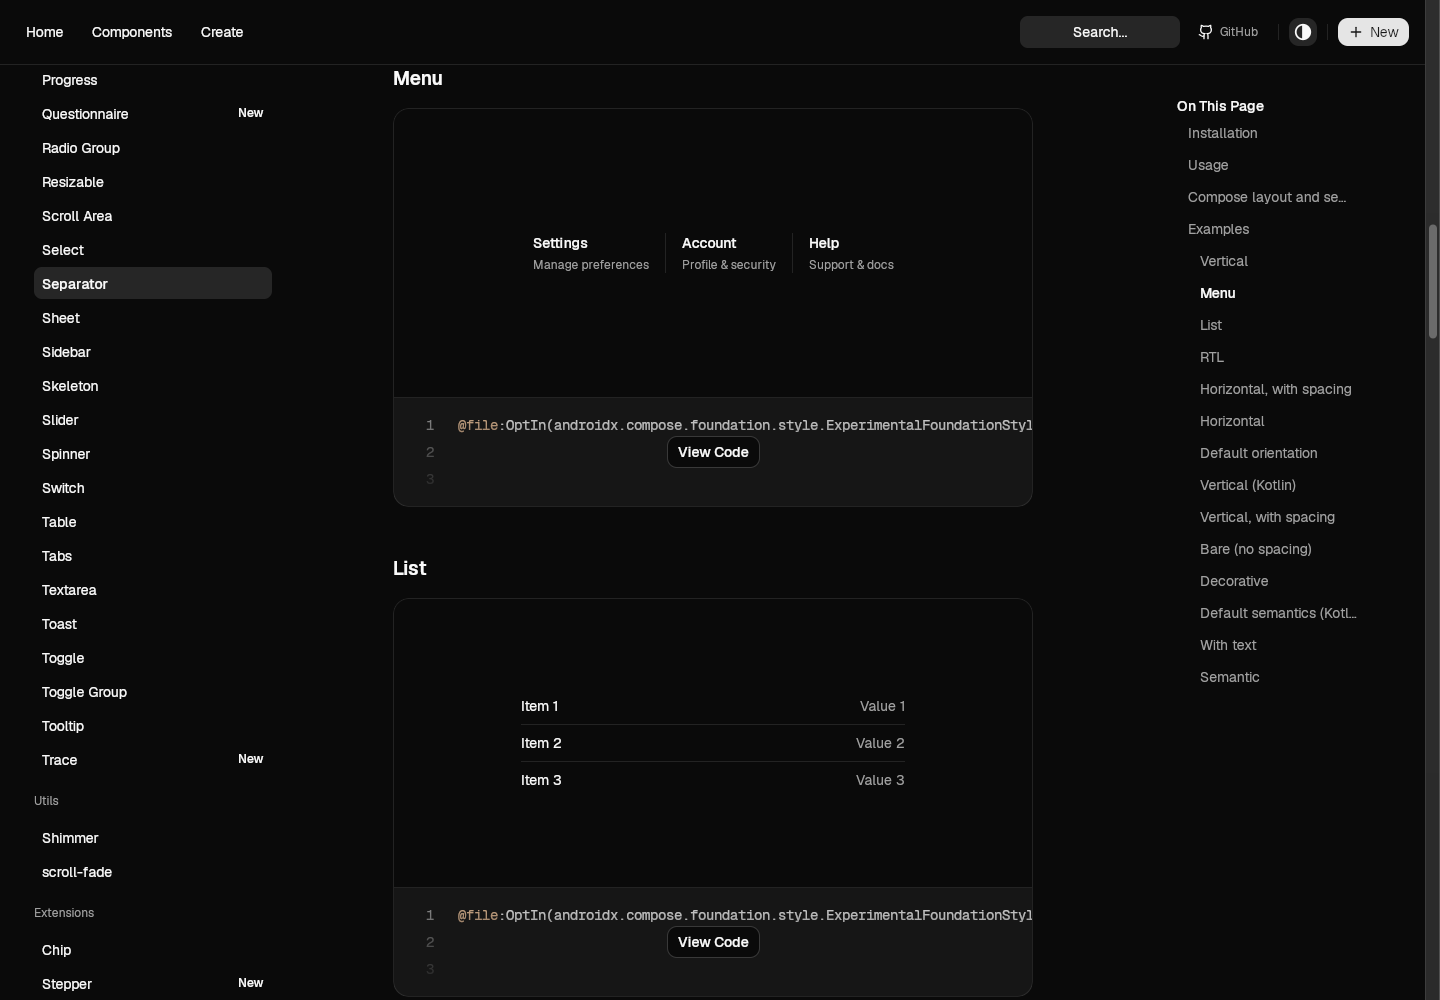 Home
Components
Create
Search...
GitHub
New
Progress
Questionnaire
New
Radio Group
Resizable
Scroll Area
Select
Separator
Sheet
Sidebar
Skeleton
Slider
Spinner
Switch
Table
Tabs
Textarea
Toast
Toggle
Toggle Group
Tooltip
Trace
New
Utils
Shimmer
scroll-fade
Extensions
Chip
Stepper
New
Menu
Settings
Manage preferences
Account
Profile & security
Help
Support & docs
1
@file:OptIn(androidx.compose.foundation.style.ExperimentalFoundationStyl
2
View Code
3
List
Item 1
Value 1
Item 2
Value 2
Item 3
Value 3
1
@file:OptIn(androidx.compose.foundation.style.ExperimentalFoundationStyl
2
View Code
3
On This Page
Installation
Usage
Compose layout and se...
Examples
Vertical
Menu
List
RTL
Horizontal, with spacing
Horizontal
Default orientation
Vertical (Kotlin)
Vertical, with spacing
Bare (no spacing)
Decorative
Default semantics (Kotl...
With text
Semantic